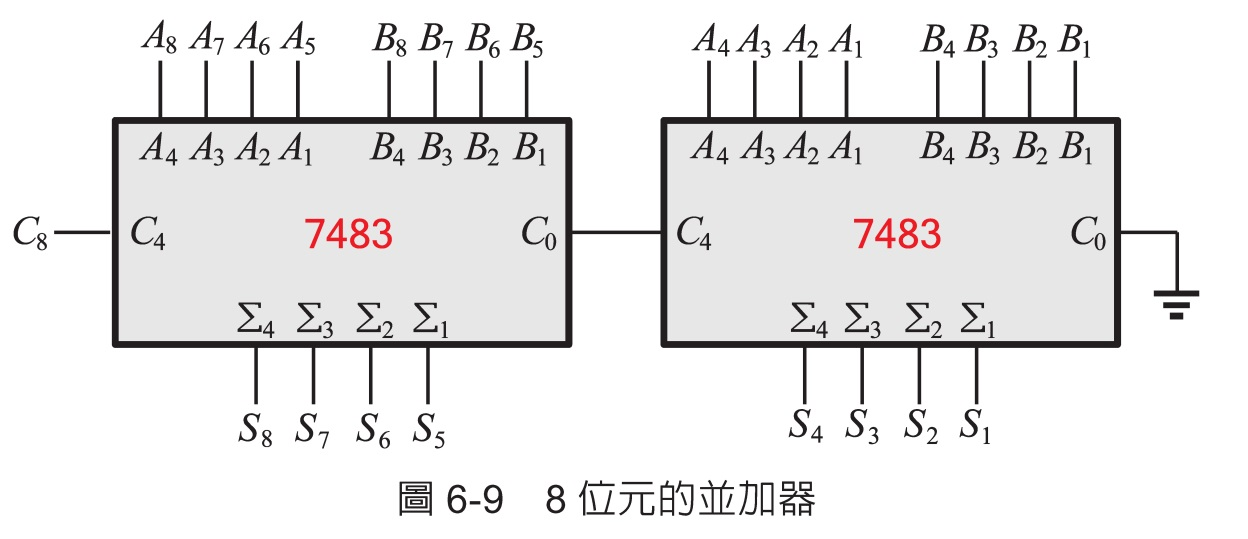 A₈ A₇ A₆ A₅ B₈ B₇ B₆ B₅ A₄ A₃ A₂ A₁ B₄ B₃ B₂ B₁
A₄ A₃ A₂ A₁ B₄ B₃ B₂ B₁ A₄ A₃ A₂ A₁ B₄ B₃ B₂ B₁
C₈ C₄ 7483 C₀ C₄ 7483 C₀
Σ₄ Σ₃ Σ₂ Σ₁ Σ₄ Σ₃ Σ₂ Σ₁
S₈ S₇ S₆ S₅ S₄ S₃ S₂ S₁
圖 6-9 8 位元的並加器